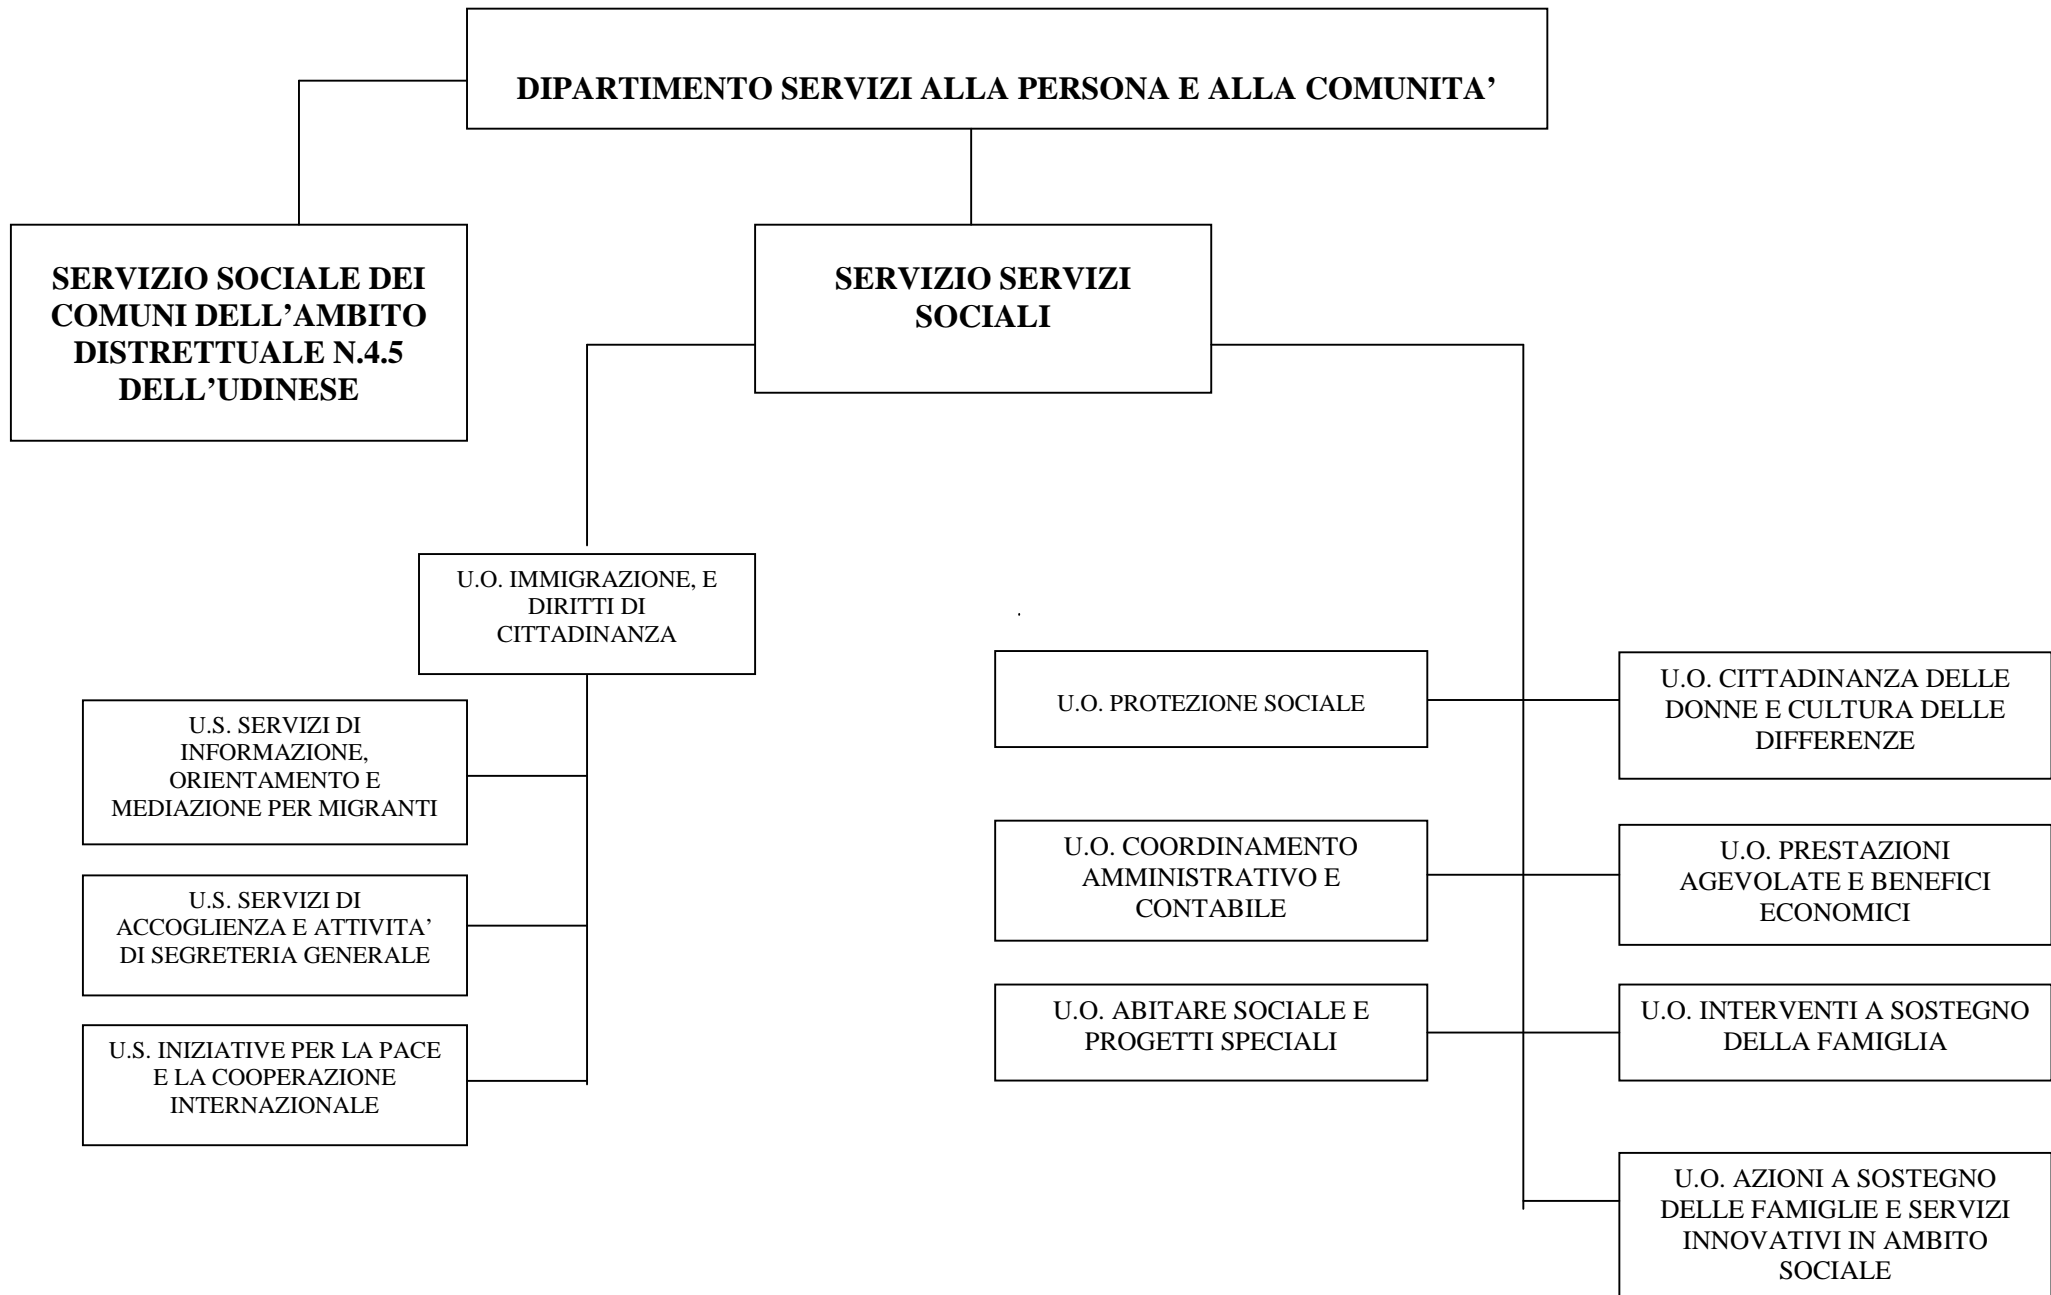 DIPARTIMENTO SERVIZI ALLA PERSONA E ALLA COMUNITA’
SERVIZIO SOCIALE DEI
COMUNI DELL’AMBITO
DISTRETTUALE N.4.5
DELL’UDINESE
SERVIZIO SERVIZI
SOCIALI
U.O. IMMIGRAZIONE, E
DIRITTI DI
CITTADINANZA
U.S. SERVIZI DI
INFORMAZIONE,
ORIENTAMENTO E
MEDIAZIONE PER MIGRANTI
U.S. SERVIZI DI
ACCOGLIENZA E ATTIVITA’
DI SEGRETERIA GENERALE
U.S. INIZIATIVE PER LA PACE
E LA COOPERAZIONE
INTERNAZIONALE
U.O. PROTEZIONE SOCIALE
U.O. CITTADINANZA DELLE
DONNE E CULTURA DELLE
DIFFERENZE
U.O. COORDINAMENTO
AMMINISTRATIVO E
CONTABILE
U.O. PRESTAZIONI
AGEVOLATE E BENEFICI
ECONOMICI
U.O. ABITARE SOCIALE E
PROGETTI SPECIALI
U.O. INTERVENTI A SOSTEGNO
DELLA FAMIGLIA
U.O. AZIONI A SOSTEGNO
DELLE FAMIGLIE E SERVIZI
INNOVATIVI IN AMBITO
SOCIALE